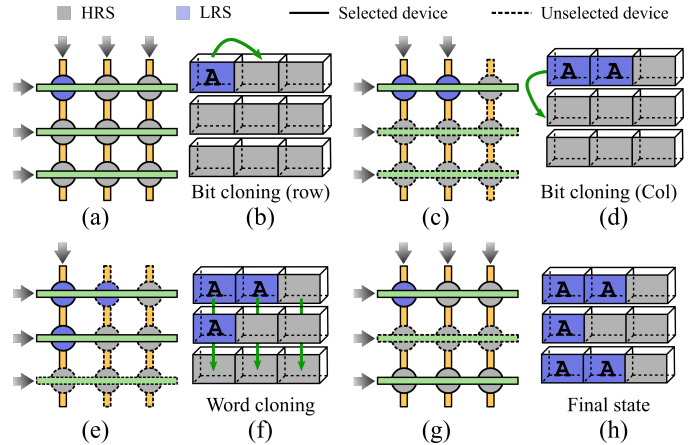 HRS LRS Selected device Unselected device
A
A A
Bit cloning (row)
Bit cloning (Col)
(a) (b) (c) (d)
A A
A
A A
A
A A
Word cloning
Final state
(e) (f) (g) (h)